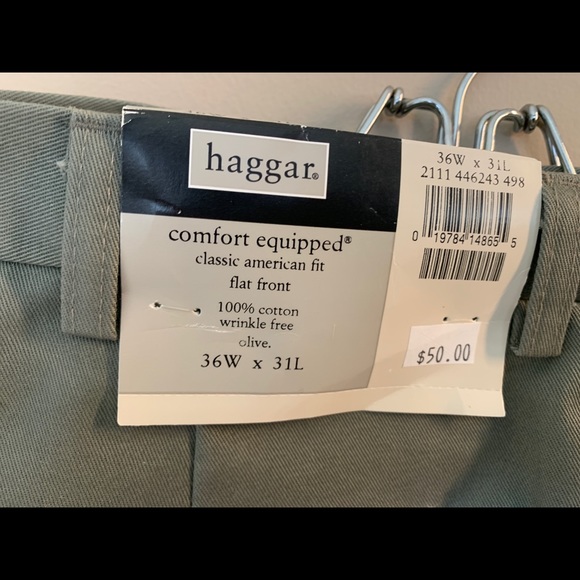 haggar®
comfort equipped®
classic american fit
flat front
100% cotton
wrinkle free
olive.
36W x 31L
36W x 31L
2111 446243 498
0 19784 14865 5
$50.00